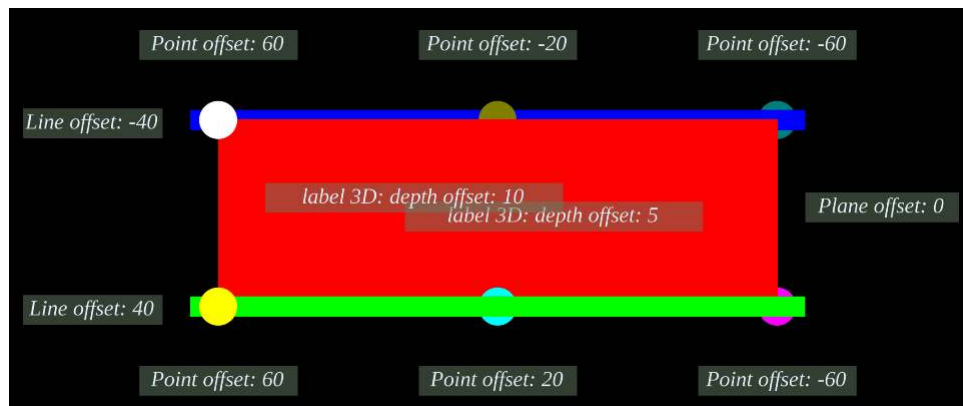 Point offset: 60
Point offset: -20
Point offset: -60
Line offset: -40
label 3D: depth offset: 10
label 3D: depth offset: 5
Plane offset: 0
Line offset: 40
Point offset: 60
Point offset: 20
Point offset: -60